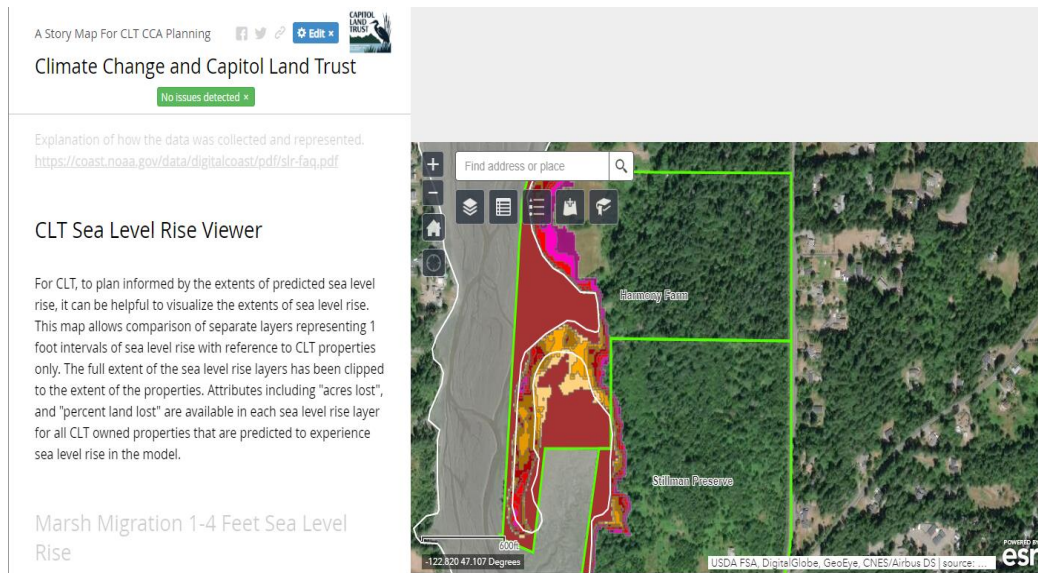 A Story Map For CLT CCA Planning
Edit ×
CAPITOL
LAND
TRUST
Climate Change and Capitol Land Trust
No issues detected ×
Explanation of how the data was collected and represented.
https://coast.noaa.gov/data/digitalcoast/pdf/slr-faq.pdf
CLT Sea Level Rise Viewer
For CLT, to plan informed by the extents of predicted sea level
rise, it can be helpful to visualize the extents of sea level rise.
This map allows comparison of separate layers representing 1
foot intervals of sea level rise with reference to CLT properties
only. The full extent of the sea level rise layers has been clipped
to the extent of the properties. Attributes including "acres lost",
and "percent land lost" are available in each sea level rise layer
for all CLT owned properties that are predicted to experience
sea level rise in the model.
Marsh Migration 1-4 Feet Sea Level
Rise
+
Find address or place
−
Harmony Farm
Stillman Preserve
600ft
-122.820 47.107 Degrees
USDA FSA, DigitalGlobe, GeoEye, CNES/Airbus DS | source: ...
POWERED BY
esri